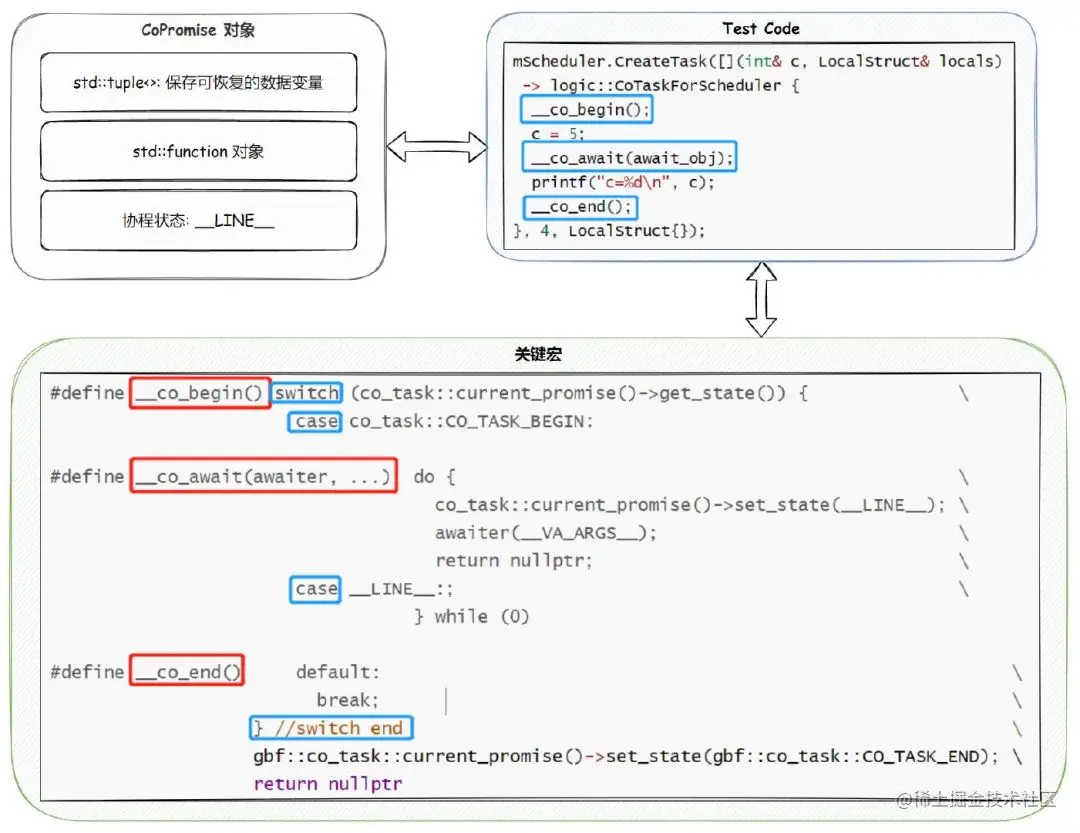 CoPromise 对象
std::tuple<>: 保存可恢复的数据变量
std::function 对象
协程状态: __LINE__
Test Code
mScheduler.CreateTask([](int& c, LocalStruct& locals)
-> logic::CoTaskForScheduler {
__co_begin();
c = 5;
__co_await(await_obj);
printf("c=%d\n", c);
__co_end();
}, 4, LocalStruct{});
关键宏
#define __co_begin() switch (co_task::current_promise()->get_state()) { \
case co_task::CO_TASK_BEGIN:
#define __co_await(awaiter, ...) do { \
co_task::current_promise()->set_state(__LINE__); \
awaiter(__VA_ARGS__); \
return nullptr; \
case __LINE__:; \
} while (0)
#define __co_end() default: \
break; \
} //switch end \
gbf::co_task::current_promise()->set_state(gbf::co_task::CO_TASK_END); \
return nullptr
@稀土掘金技术社区